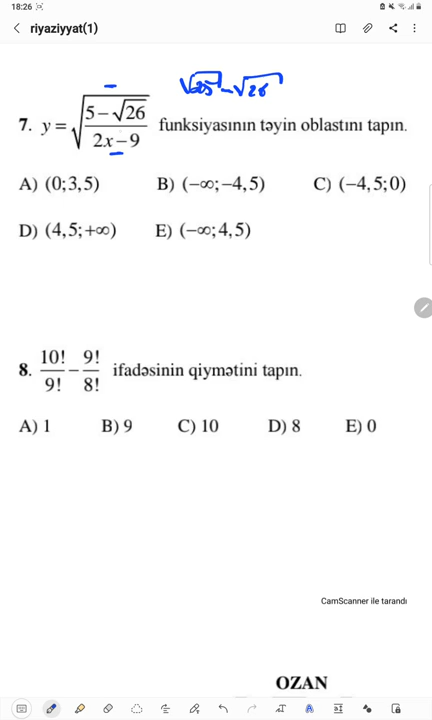 18:26
riyaziyyat(1)
√25 - √26
7. y = √((5 − √26)/(2x − 9)) funksiyasının təyin oblastını tapın.
A) (0;3,5) B) (−∞;−4,5) C) (−4,5;0)
D) (4,5;+∞) E) (−∞;4,5)
8. 10!/9! − 9!/8! ifadəsinin qiymətini tapın.
A) 1 B) 9 C) 10 D) 8 E) 0
CamScanner ile tarandı
OZAN